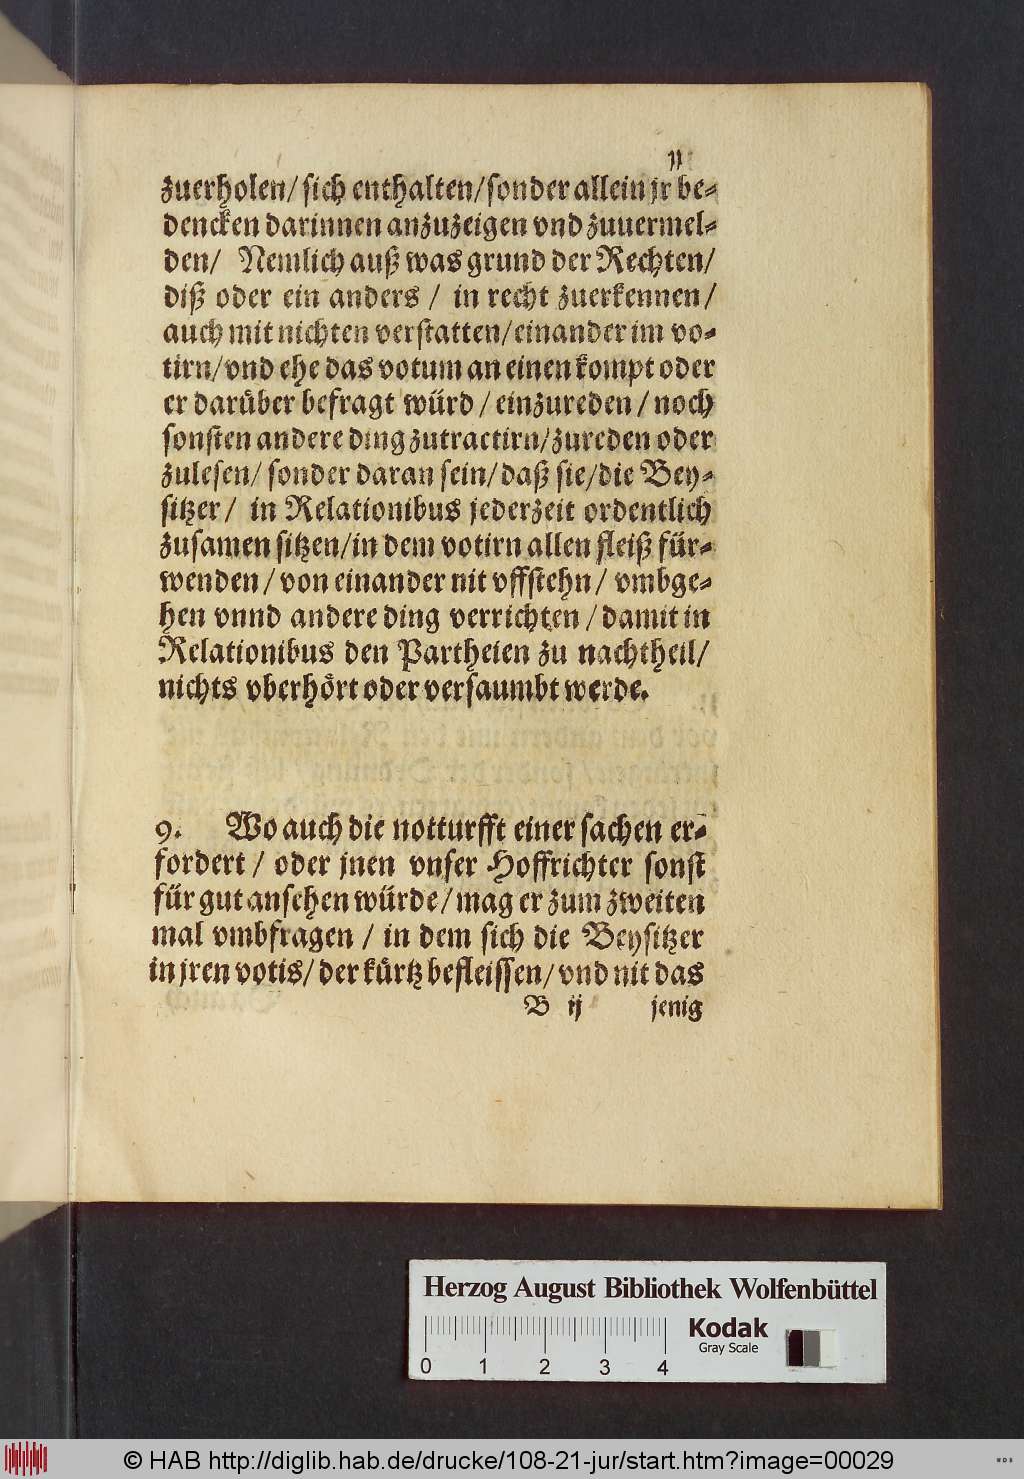 11
zuerholen/ sich enthalten/ sonder allein jr be-
dencken darinnen anzuzeigen vnd zuuermel-
den/ Nemlich auß was grund der Rechten/
diß oder ein anders / in recht zuerkennen/
auch mit nichten verstatten/ einander im vo-
tirn/ vnd ehe das votum an einen kompt oder
er darüber befragt würd / einzureden / noch
sonsten andere ding zutractirn/ zureden oder
zulesen/ sonder daran sein/ daß sie/ die Bey-
sitzer / in Relationibus jederzeit ordentlich
zusamen sitzen/ in dem votirn allen fleiß für-
wenden / von einander nit vffstehn / vmbge-
hen vnnd andere ding verrichten / damit in
Relationibus den Partheien zu nachtheil/
nichts vberhört oder versaumbt werde.
9. Wo auch die notturfft einer sachen er-
fordert / oder jnen vnser Hoffrichter sonst
für gut ansehen würde/ mag er zum zweiten
mal vmbfragen / in dem sich die Beysitzer
in jren votis/ der kürtz befleissen/ vnd nit das
B ij jenig
Herzog August Bibliothek Wolfenbüttel
Kodak
Gray Scale
0 1 2 3 4
© HAB http://diglib.hab.de/drucke/108-21-jur/start.htm?image=00029